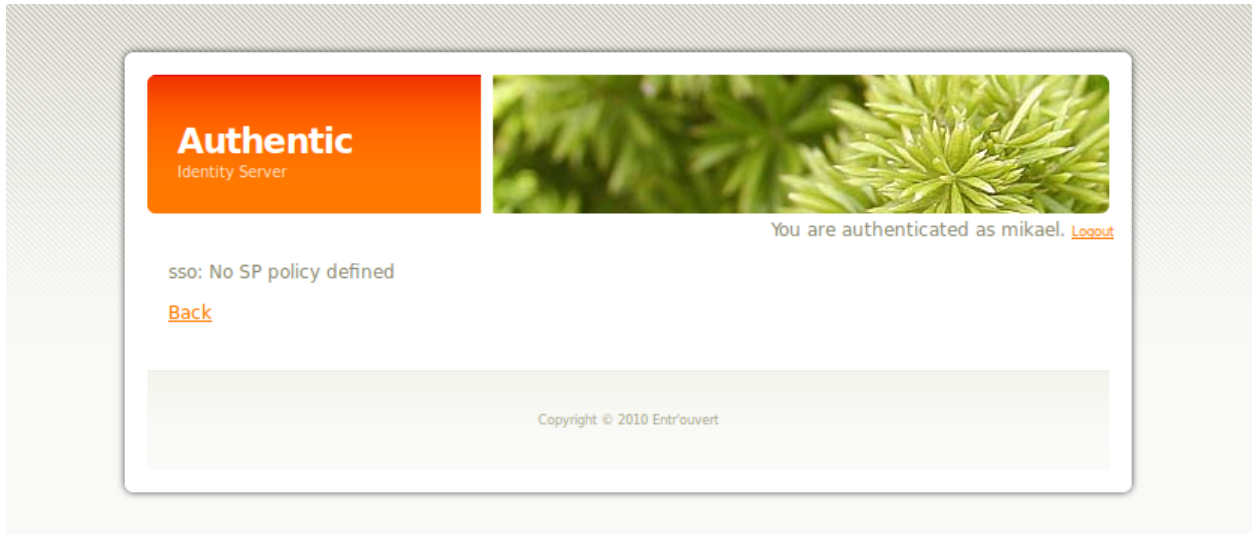 Authentic
Identity Server
You are authenticated as mikael. Logout
sso: No SP policy defined
Back
Copyright © 2010 Entr'ouvert